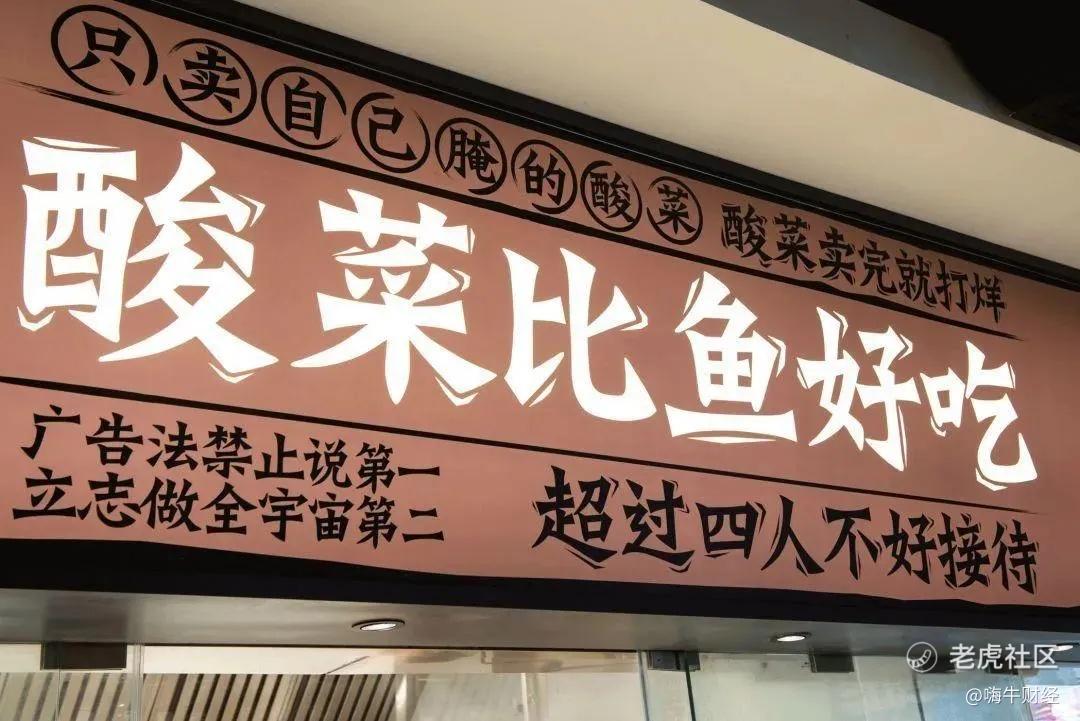 只卖自己腌的酸菜 酸菜卖完就打烊
酸菜比鱼好吃
广告法禁止说第一
立志做全宇宙第二
超过四人不好接待
老虎社区
@嗨牛财经